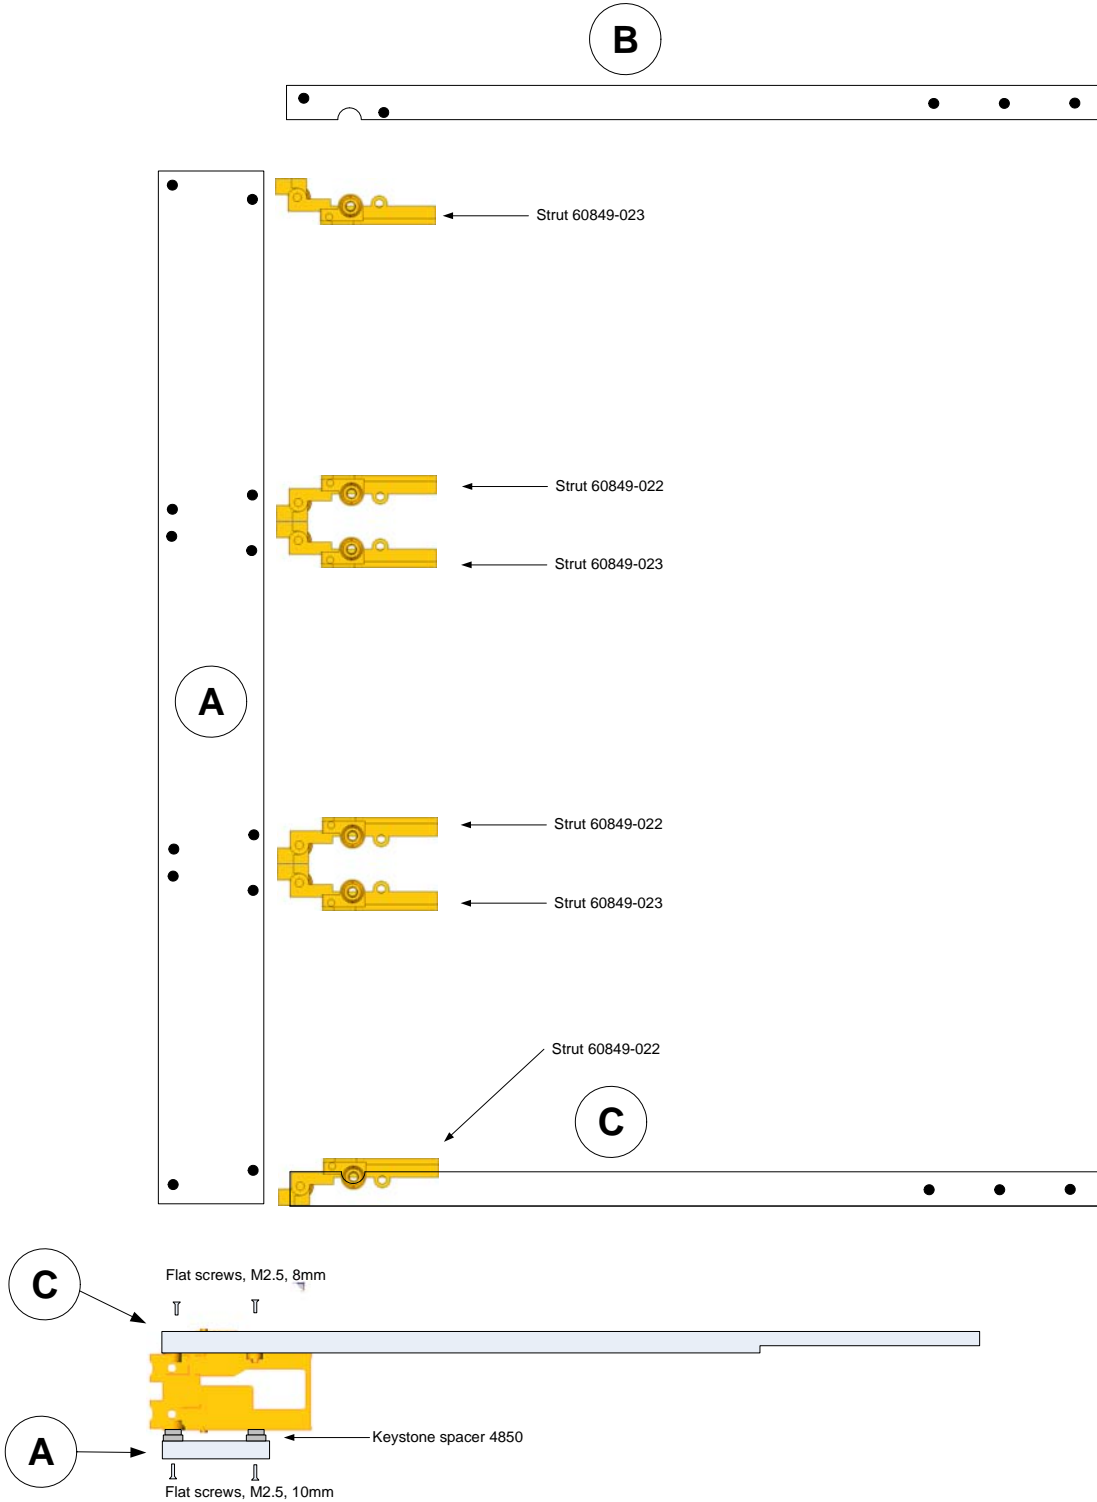 B
Strut 60849-023
Strut 60849-022
Strut 60849-023
A
Strut 60849-022
Strut 60849-023
Strut 60849-022
C
Flat screws, M2.5, 8mm
C
Keystone spacer 4850
A
Flat screws, M2.5, 10mm